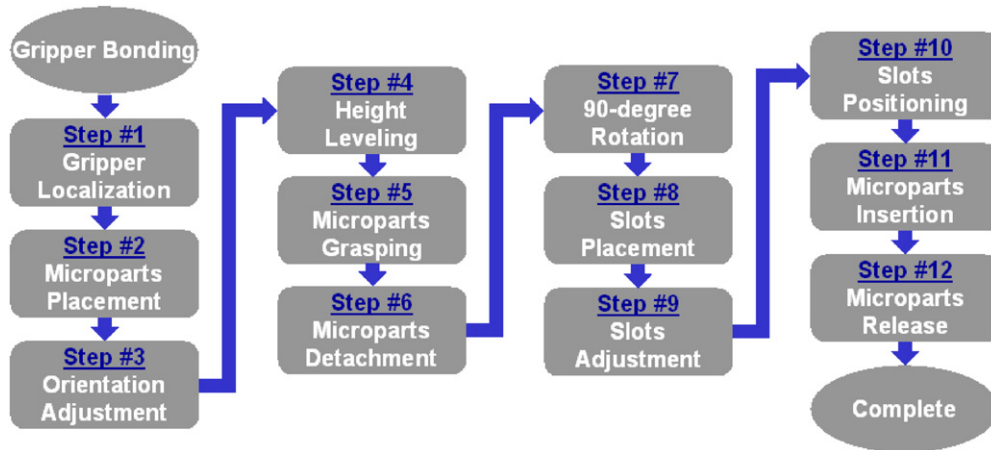 Gripper Bonding
Step #1
Gripper
Localization
Step #2
Microparts
Placement
Step #3
Orientation
Adjustment
Step #4
Height
Leveling
Step #5
Microparts
Grasping
Step #6
Microparts
Detachment
Step #7
90-degree
Rotation
Step #8
Slots
Placement
Step #9
Slots
Adjustment
Step #10
Slots
Positioning
Step #11
Microparts
Insertion
Step #12
Microparts
Release
Complete